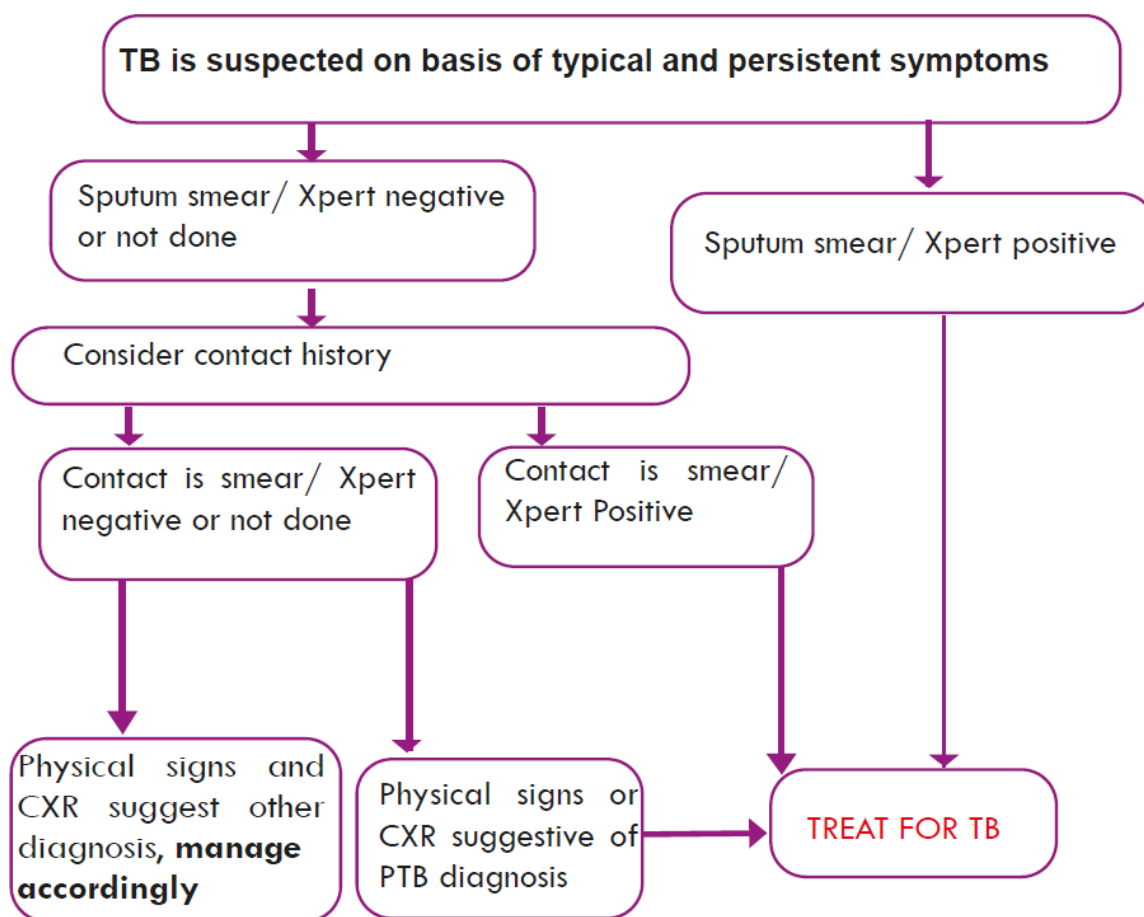 TB is suspected on basis of typical and persistent symptoms
Sputum smear/ Xpert negative
or not done
Sputum smear/ Xpert positive
Consider contact history
Contact is smear/ Xpert
negative or not done
Contact is smear/
Xpert Positive
Physical signs and
CXR suggest other
diagnosis, manage
accordingly
Physical signs or
CXR suggestive of
PTB diagnosis
TREAT FOR TB